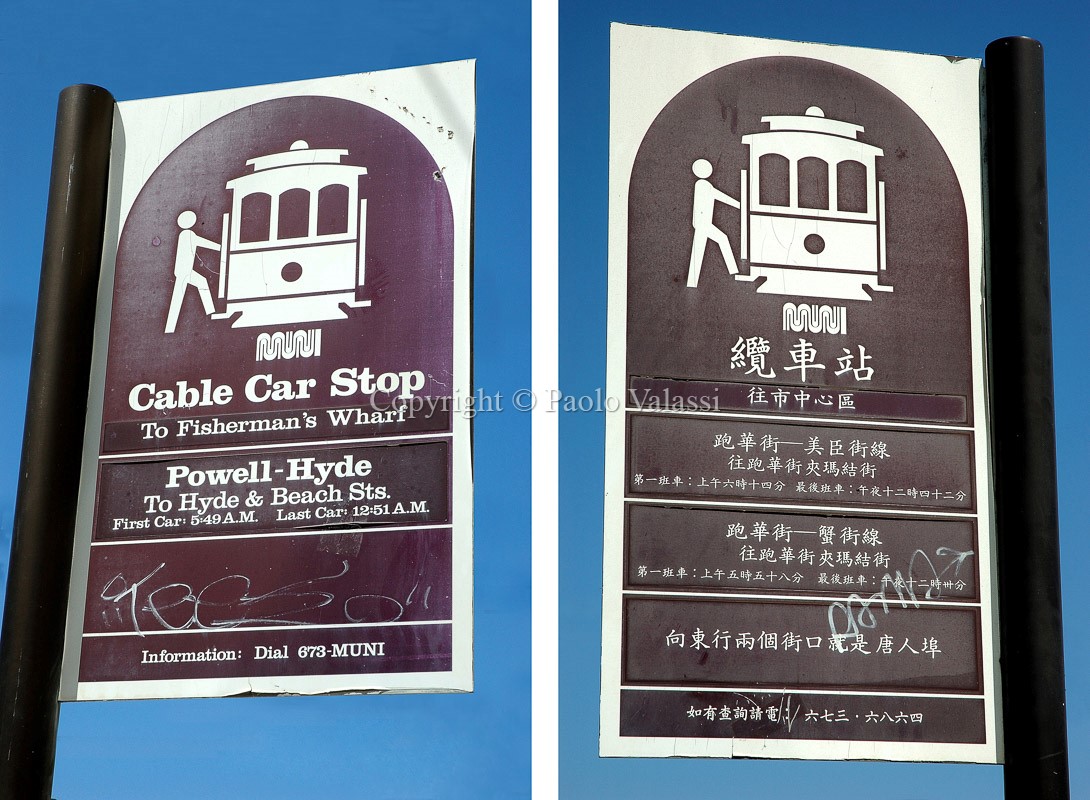 MUNI
Cable Car Stop
To Fisherman's Wharf
Powell-Hyde
To Hyde & Beach Sts.
First Car: 5:49 A.M. Last Car: 12:51 A.M.
Information: Dial 673-MUNI
MUNI
纜車站
往市中心區
跑華街—美臣街線
往跑華街夾瑪結街
第一班車：上午六時十四分 最後班車：午夜十二時四十二分
跑華街—蟹街線
往跑華街夾瑪結街
第一班車：上午五時五十八分 最後班車：午夜十二時卅分
向東行兩個街口就是唐人埠
如有查詢請電：六七三·六八六四
Copyright © Paolo Valassi